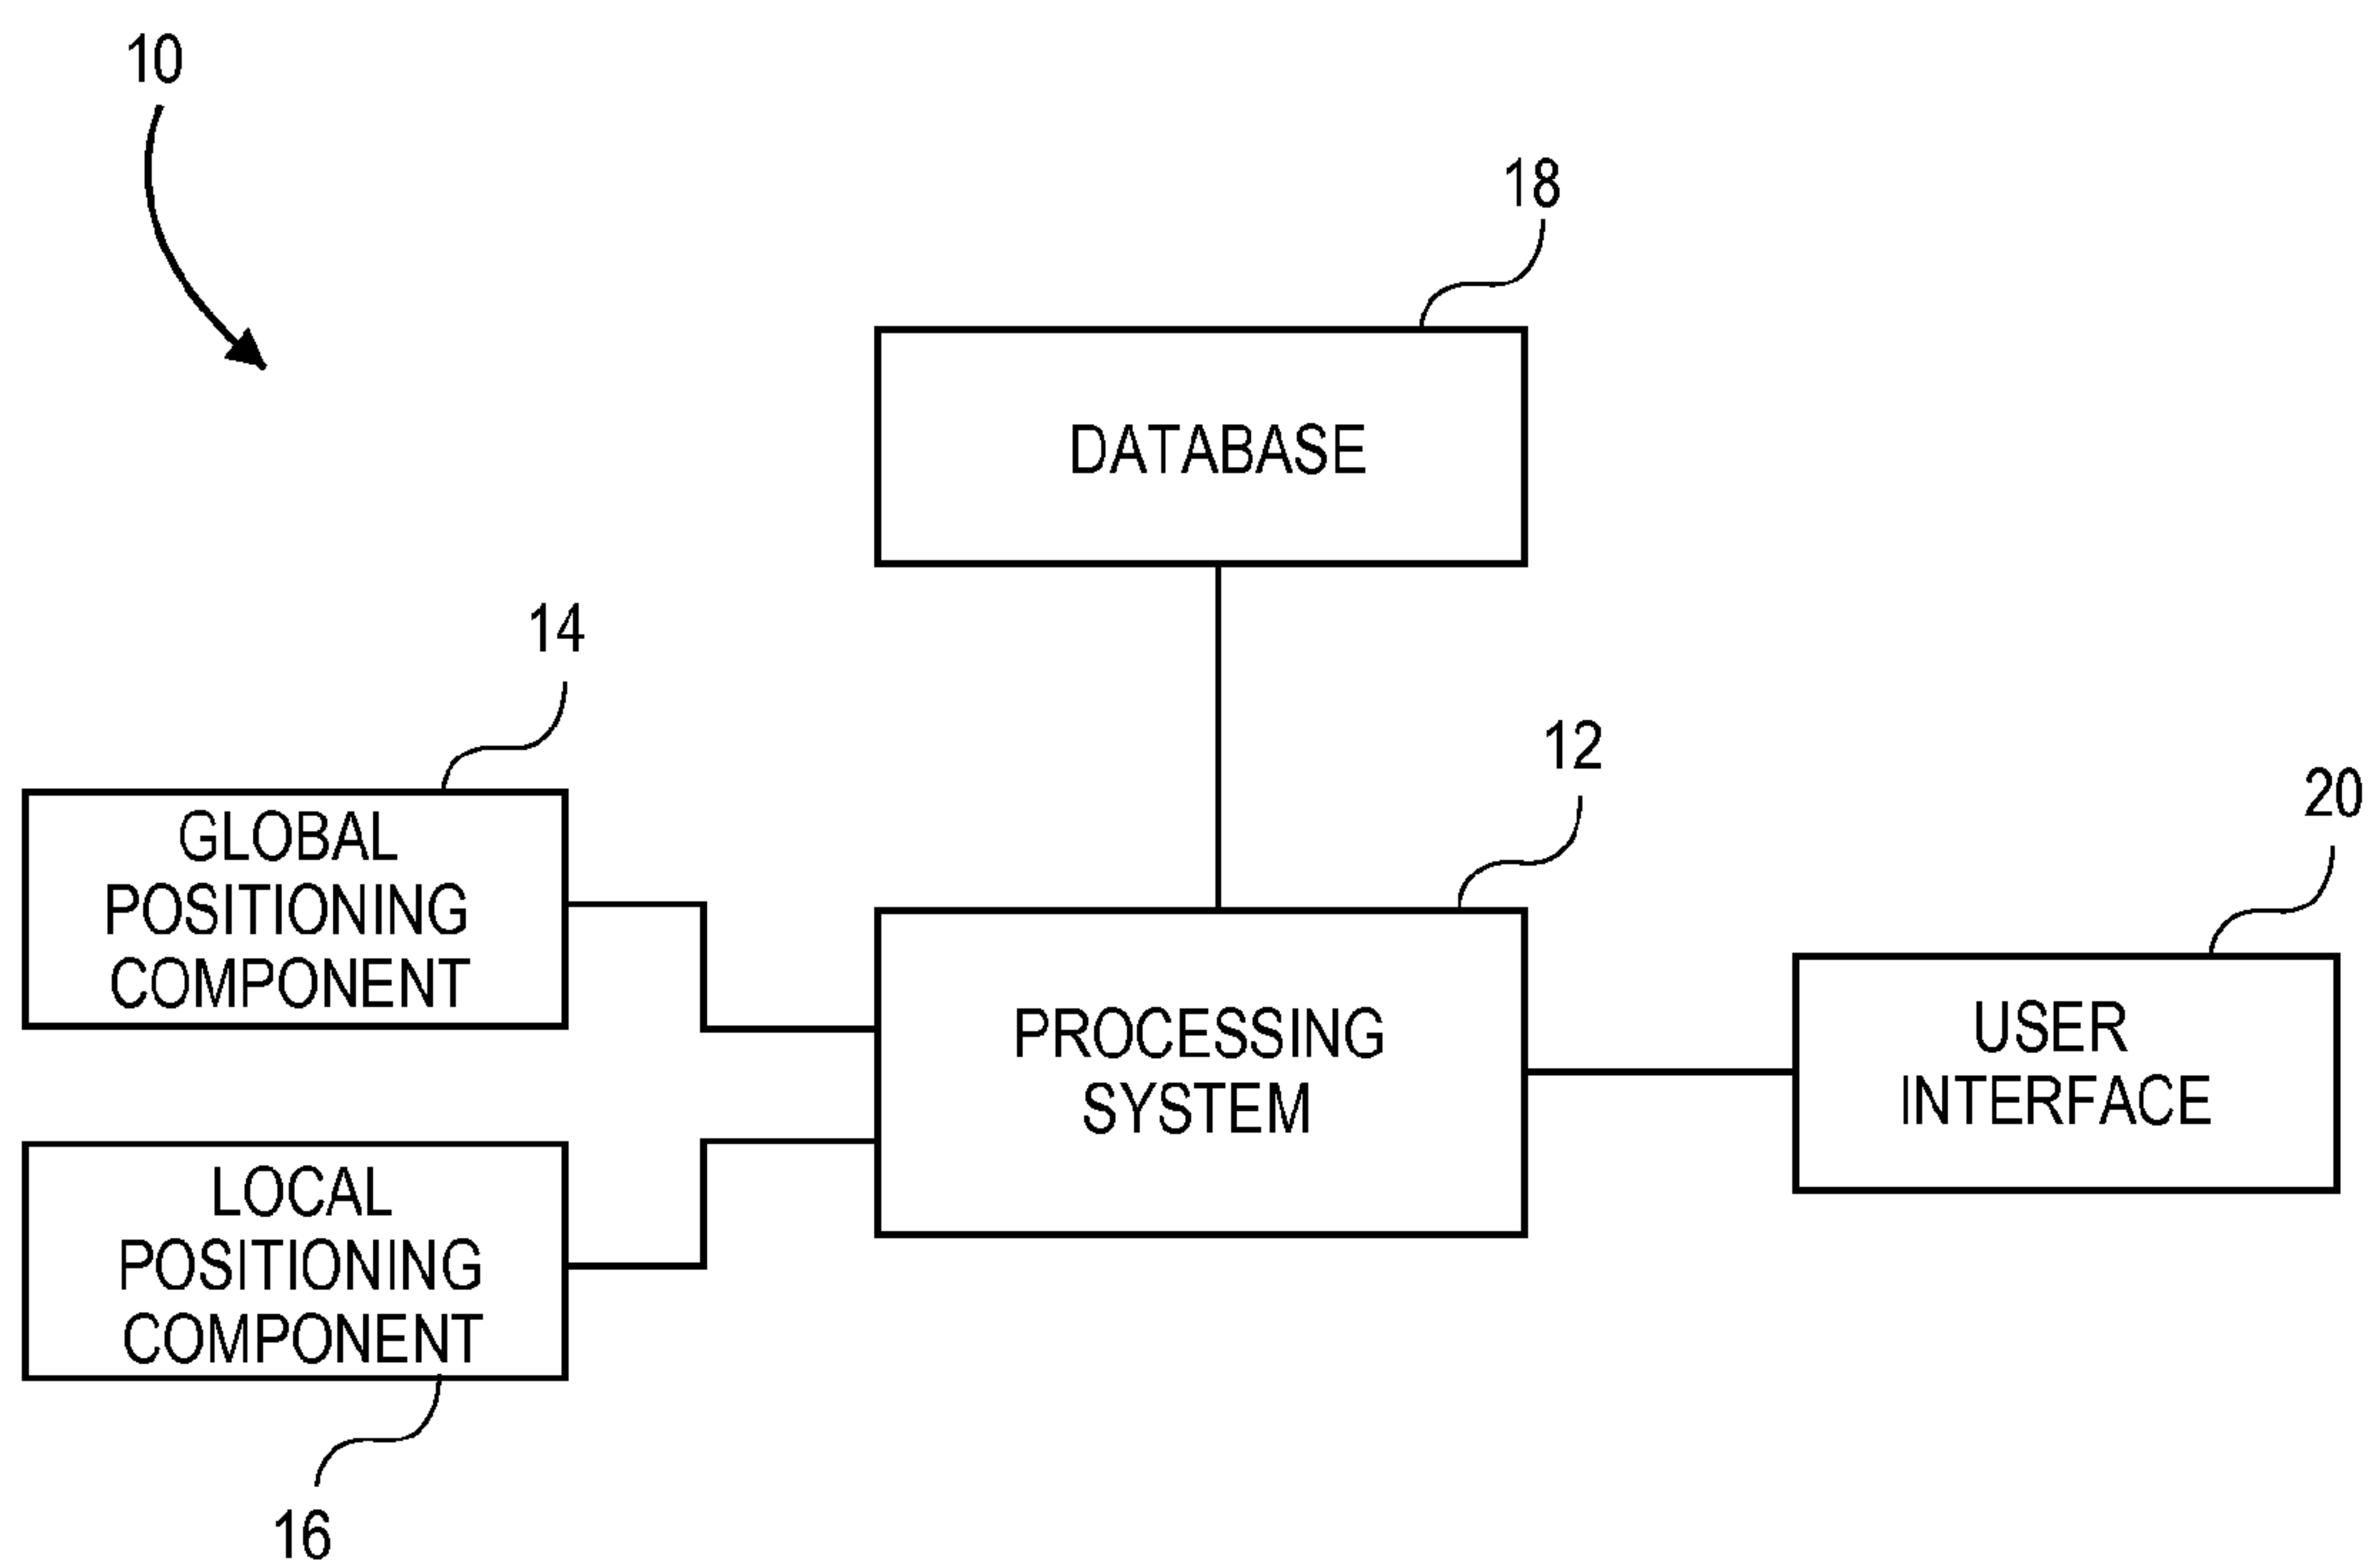 10
18
DATABASE
14
12
20
GLOBAL
POSITIONING
COMPONENT
PROCESSING
SYSTEM
USER
INTERFACE
LOCAL
POSITIONING
COMPONENT
16